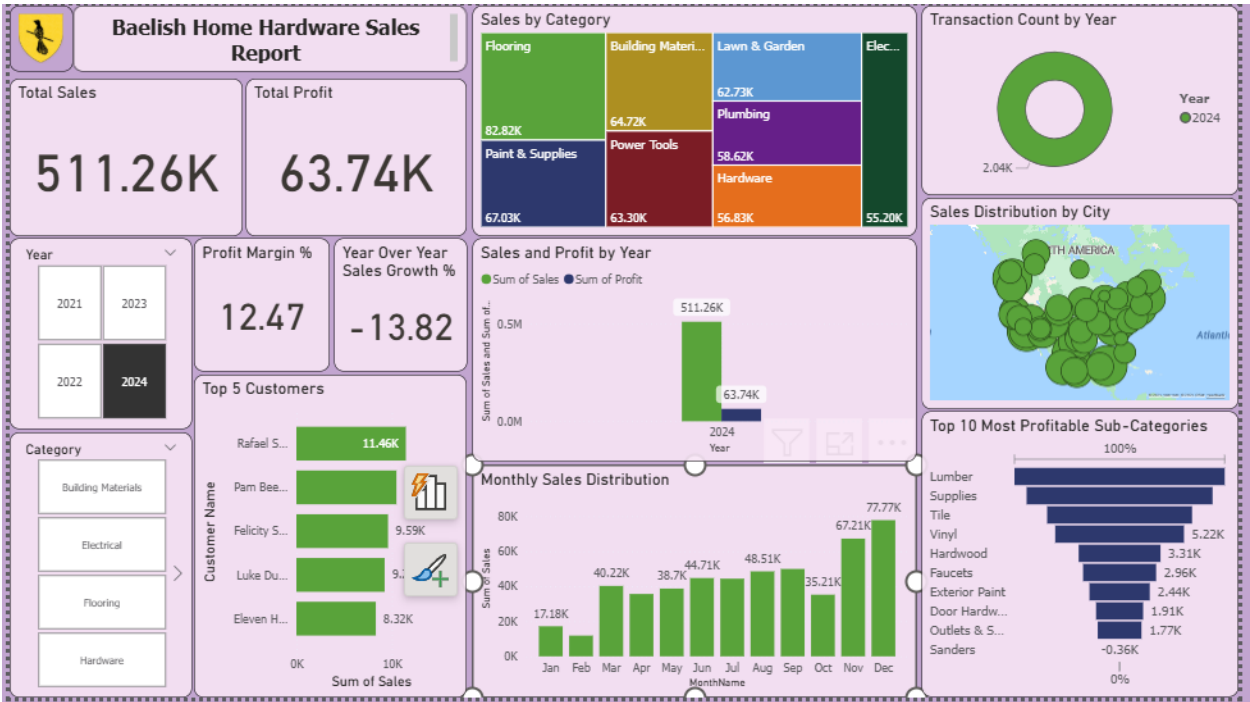 Baelish Home Hardware Sales
Report
Total Sales
511.26K
Total Profit
63.74K
Year
2021
2023
2022
2024
Profit Margin %
12.47
Year Over Year
Sales Growth %
-13.82
Category
Building Materials
Electrical
Flooring
Hardware
Top 5 Customers
Customer Name
Rafael S...
11.46K
Pam Bee...
Felicity S...
9.59K
Luke Du...
Eleven H...
8.32K
0K
10K
Sum of Sales
Sales by Category
Flooring
82.82K
Paint & Supplies
67.03K
Building Materi...
64.72K
Power Tools
63.30K
Lawn & Garden
62.73K
Plumbing
58.62K
Hardware
56.83K
Elec...
55.20K
Sales and Profit by Year
Sum of Sales
Sum of Profit
Sum of Sales and Sum of...
0.5M
0.0M
511.26K
63.74K
2024
Year
Monthly Sales Distribution
Sum of Sales
80K
60K
40K
20K
0K
17.18K
40.22K
38.7K
44.71K
48.51K
35.21K
67.21K
77.77K
Jan
Feb
Mar
Apr
May
Jun
Jul
Aug
Sep
Oct
Nov
Dec
MonthName
Transaction Count by Year
2.04K
Year
2024
Sales Distribution by City
TH AMERICA
Atlanti
Top 10 Most Profitable Sub-Categories
100%
Lumber
Supplies
Tile
Vinyl
5.22K
Hardwood
3.31K
Faucets
2.96K
Exterior Paint
2.44K
Door Hardw...
1.91K
Outlets & S...
1.77K
Sanders
-0.36K
0%